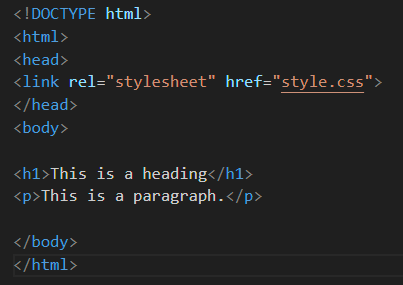 <!DOCTYPE html>
<html>
<head>
<link rel="stylesheet" href="style.css">
</head>
<body>
<h1>This is a heading</h1>
<p>This is a paragraph.</p>
</body>
</html>